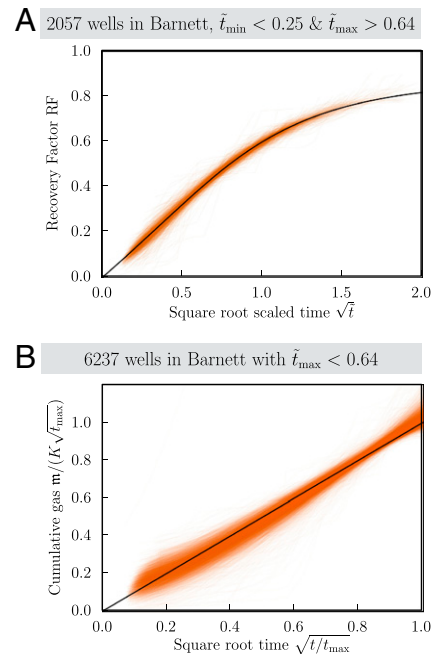 A
2057 wells in Barnett, t̃min < 0.25 & t̃max > 0.64
1.0
0.8
0.6
0.4
0.2
0.0
Recovery Factor RF
0.0 0.5 1.0 1.5 2.0
Square root scaled time √t̃
B
6237 wells in Barnett with t̃max < 0.64
1.0
0.8
0.6
0.4
0.2
0.0
Cumulative gas 𝔪/(K√tmax)
0.0 0.2 0.4 0.6 0.8 1.0
Square root time √t/tmax